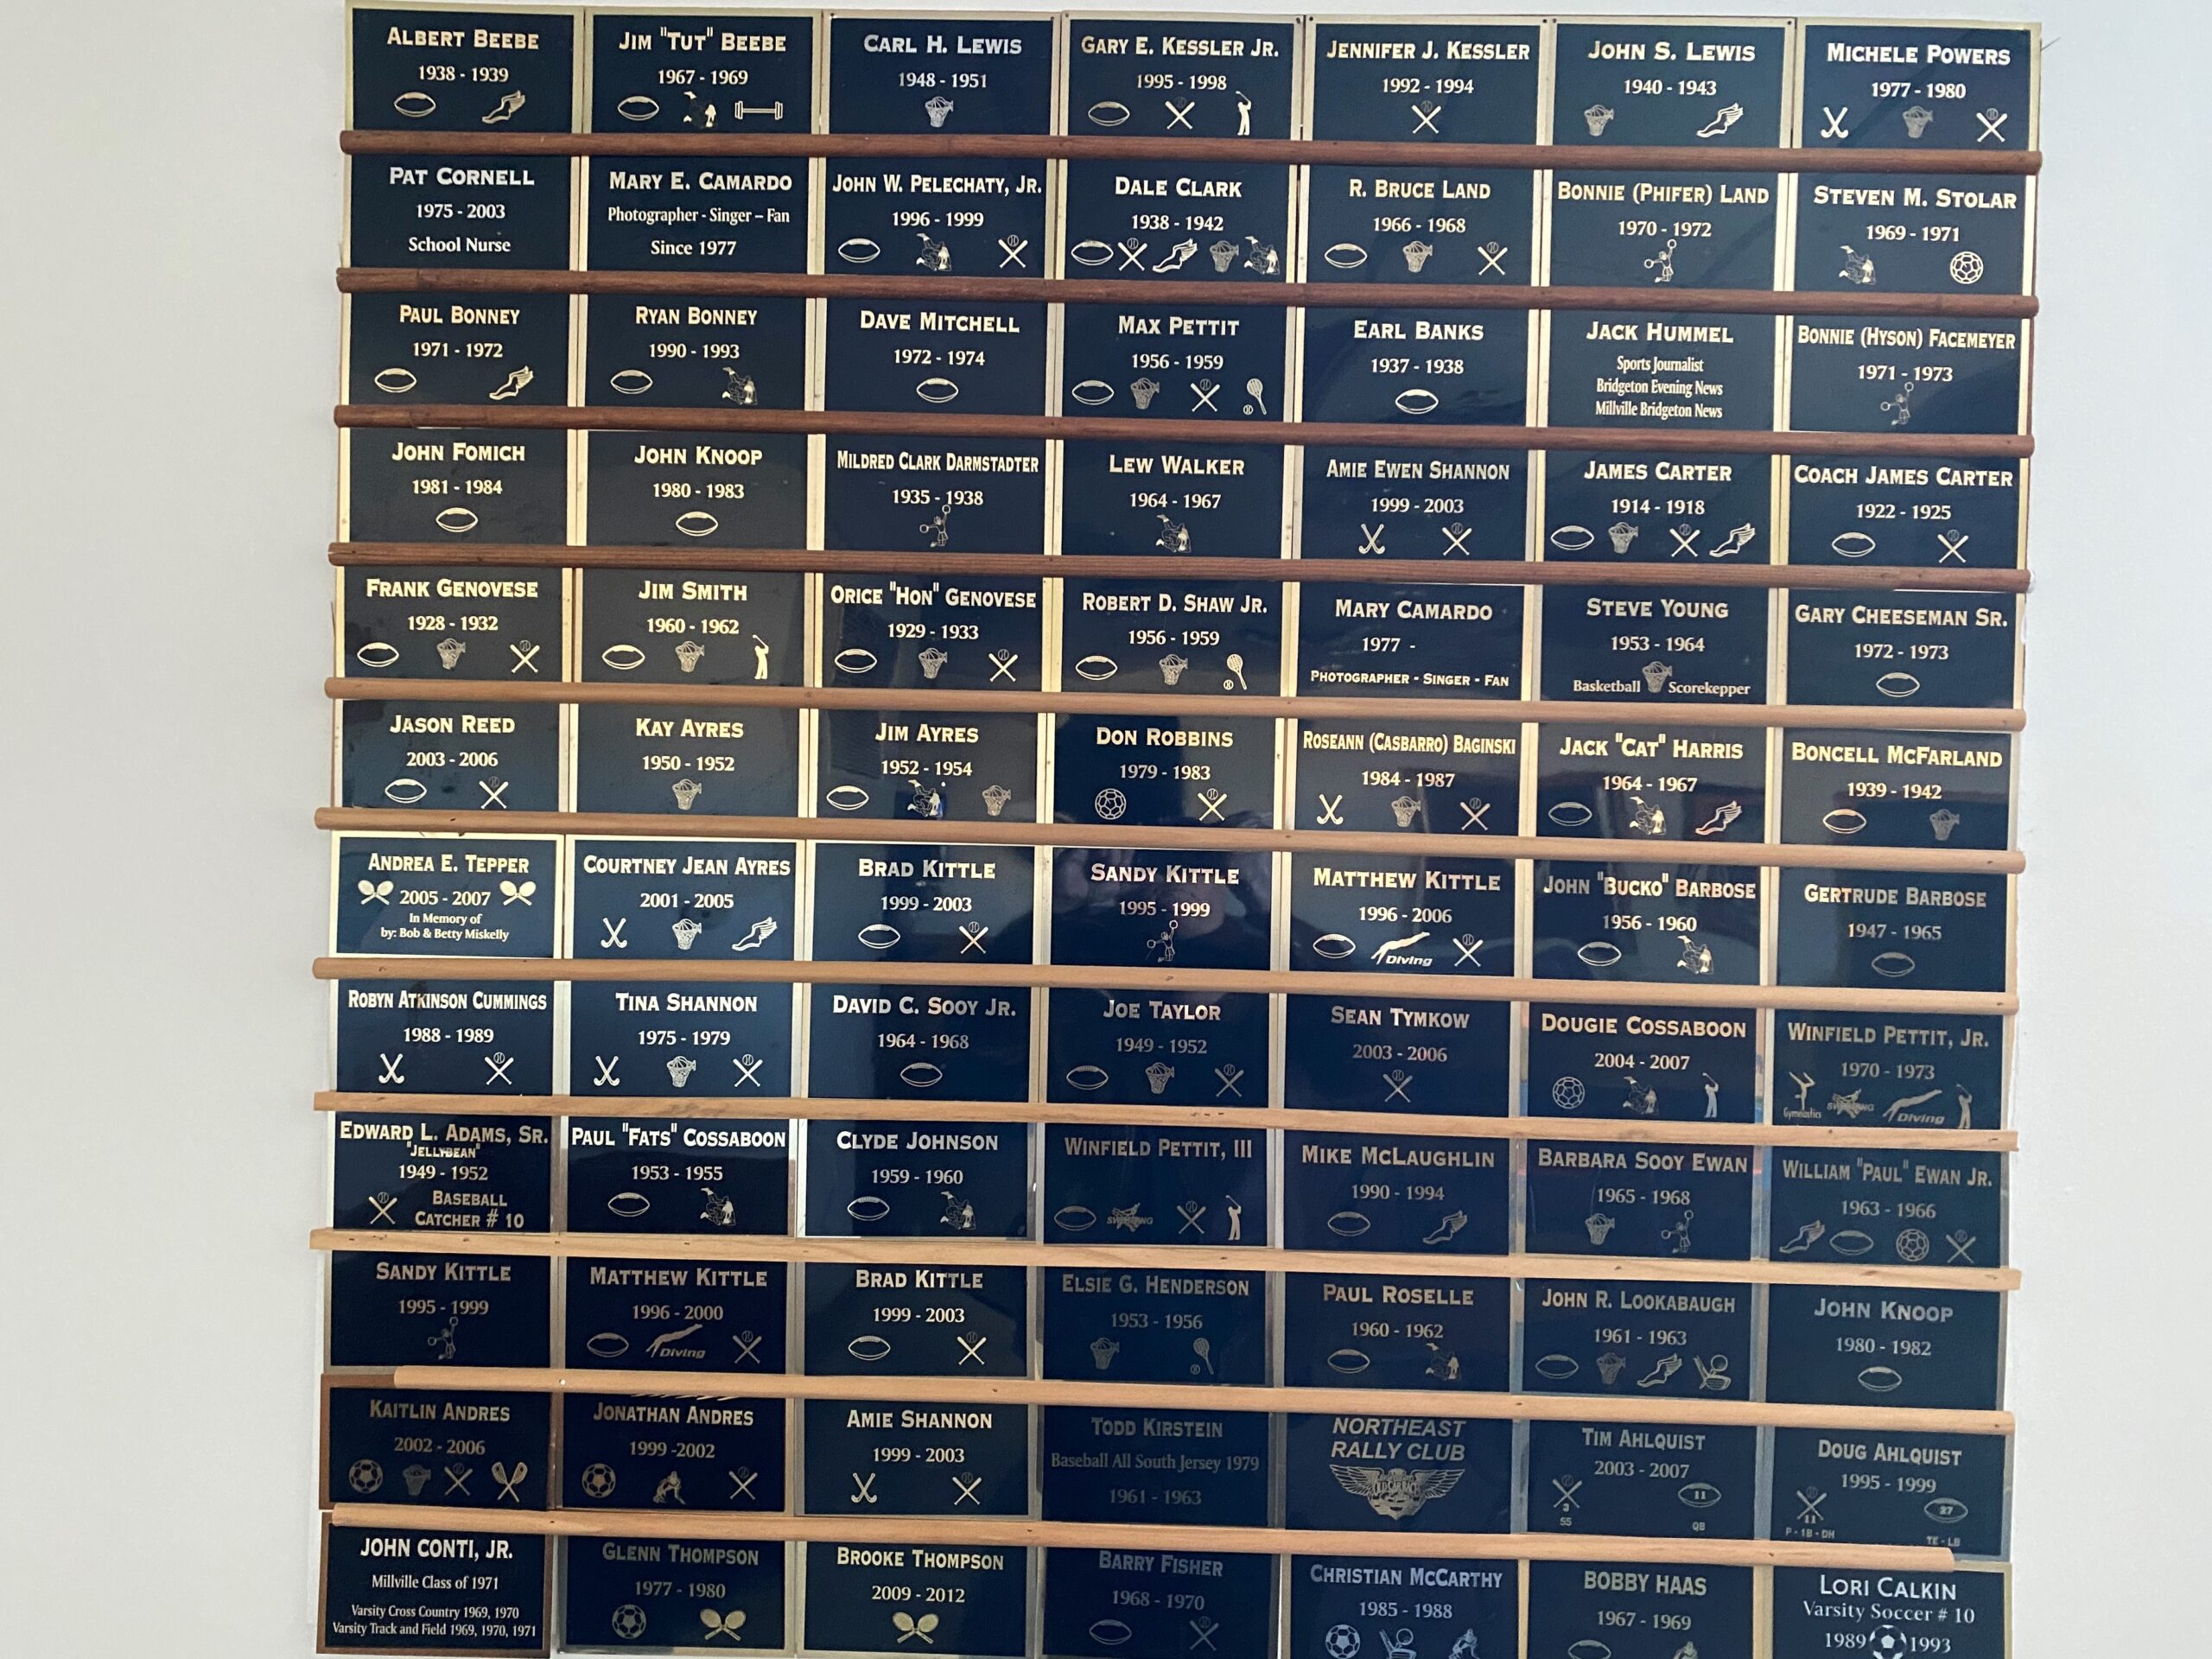 ALBERT BEEBE
1938 - 1939
JIM "TUT" BEEBE
1967 - 1969
CARL H. LEWIS
1948 - 1951
GARY E. KESSLER JR.
1995 - 1998
JENNIFER J. KESSLER
1992 - 1994
JOHN S. LEWIS
1940 - 1943
MICHELE POWERS
1977 - 1980
PAT CORNELL
1975 - 2003
School Nurse
MARY E. CAMARDO
Photographer - Singer – Fan
Since 1977
JOHN W. PELECHATY, JR.
1996 - 1999
DALE CLARK
1938 - 1942
R. BRUCE LAND
1966 - 1968
BONNIE (PHIFER) LAND
1970 - 1972
STEVEN M. STOLAR
1969 - 1971
PAUL BONNEY
1971 - 1972
RYAN BONNEY
1990 - 1993
DAVE MITCHELL
1972 - 1974
MAX PETTIT
1956 - 1959
EARL BANKS
1937 - 1938
JACK HUMMEL
Sports Journalist
Bridgeton Evening News
Millville Bridgeton News
BONNIE (HYSON) FACEMEYER
1971 - 1973
JOHN FOMICH
1981 - 1984
JOHN KNOOP
1980 - 1983
MILDRED CLARK DARMSTADTER
1935 - 1938
LEW WALKER
1964 - 1967
AMIE EWEN SHANNON
1999 - 2003
JAMES CARTER
1914 - 1918
COACH JAMES CARTER
1922 - 1925
FRANK GENOVESE
1928 - 1932
JIM SMITH
1960 - 1962
ORICE "HON" GENOVESE
1929 - 1933
ROBERT D. SHAW JR.
1956 - 1959
MARY CAMARDO
1977 -
PHOTOGRAPHER - SINGER - FAN
STEVE YOUNG
1953 - 1964
Basketball Scorekepper
GARY CHEESEMAN SR.
1972 - 1973
JASON REED
2003 - 2006
KAY AYRES
1950 - 1952
JIM AYRES
1952 - 1954
DON ROBBINS
1979 - 1983
ROSEANN (CASBARRO) BAGINSKI
1984 - 1987
JACK "CAT" HARRIS
1964 - 1967
BONCELL MCFARLAND
1939 - 1942
ANDREA E. TEPPER
2005 - 2007
In Memory of
by: Bob & Betty Miskelly
COURTNEY JEAN AYRES
2001 - 2005
BRAD KITTLE
1999 - 2003
SANDY KITTLE
1995 - 1999
MATTHEW KITTLE
1996 - 2006
Diving
JOHN "BUCKO" BARBOSE
1956 - 1960
GERTRUDE BARBOSE
1947 - 1965
ROBYN ATKINSON CUMMINGS
1988 - 1989
TINA SHANNON
1975 - 1979
DAVID C. SOOY JR.
1964 - 1968
JOE TAYLOR
1949 - 1952
SEAN TYMKOW
2003 - 2006
DOUGIE COSSABOON
2004 - 2007
WINFIELD PETTIT, JR.
1970 - 1973
Gymnastics SWIMMING Diving
EDWARD L. ADAMS, SR.
"JELLYBEAN"
1949 - 1952
BASEBALL
CATCHER # 10
PAUL "FATS" COSSABOON
1953 - 1955
CLYDE JOHNSON
1959 - 1960
WINFIELD PETTIT, III
SWIMMING
MIKE MCLAUGHLIN
1990 - 1994
BARBARA SOOY EWAN
1965 - 1968
WILLIAM "PAUL" EWAN JR.
1963 - 1966
SANDY KITTLE
1995 - 1999
MATTHEW KITTLE
1996 - 2000
Diving
BRAD KITTLE
1999 - 2003
ELSIE G. HENDERSON
1953 - 1956
PAUL ROSELLE
1960 - 1962
JOHN R. LOOKABAUGH
1961 - 1963
JOHN KNOOP
1980 - 1982
KAITLIN ANDRES
2002 - 2006
JONATHAN ANDRES
1999 -2002
AMIE SHANNON
1999 - 2003
TODD KIRSTEIN
Baseball All South Jersey 1979
1961 - 1963
NORTHEAST
RALLY CLUB
TIM AHLQUIST
2003 - 2007
11
3
SS
QB
DOUG AHLQUIST
1995 - 1999
27
11
P - 1B - DH
TE - LB
JOHN CONTI, JR.
Millville Class of 1971
Varsity Cross Country 1969, 1970
Varsity Track and Field 1969, 1970, 1971
GLENN THOMPSON
1977 - 1980
BROOKE THOMPSON
2009 - 2012
BARRY FISHER
1968 - 1970
CHRISTIAN MCCARTHY
1985 - 1988
BOBBY HAAS
1967 - 1969
LORI CALKIN
Varsity Soccer # 10
1989 1993